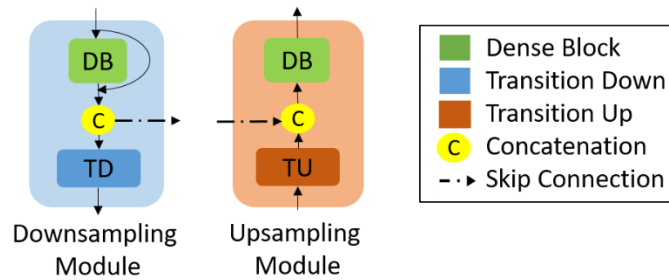 DB
C
TD
Downsampling
Module
DB
C
TU
Upsampling
Module
Dense Block
Transition Down
Transition Up
C Concatenation
Skip Connection